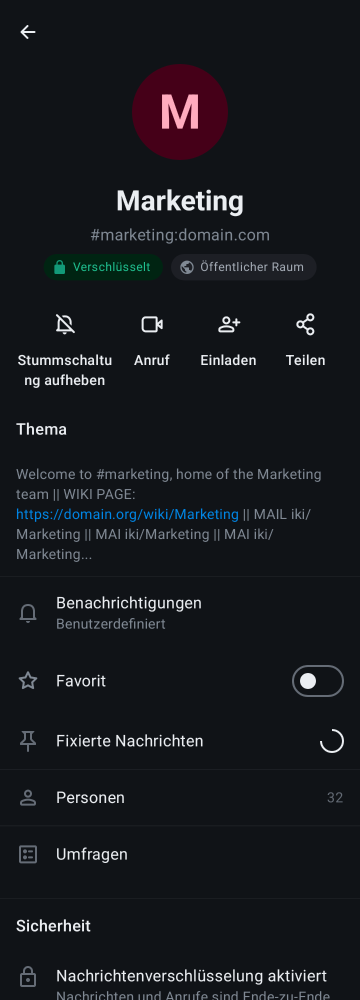 M
Marketing
#marketing:domain.com
Verschlüsselt
Öffentlicher Raum
Stummschaltu
ng aufheben
Anruf
Einladen
Teilen
Thema
Welcome to #marketing, home of the Marketing
team || WIKI PAGE:
https://domain.org/wiki/Marketing || MAIL iki/
Marketing || MAI iki/Marketing || MAI iki/
Marketing...
Benachrichtigungen
Benutzerdefiniert
Favorit
Fixierte Nachrichten
Personen
32
Umfragen
Sicherheit
Nachrichtenverschlüsselung aktiviert
Nachrichten und Anrufe sind Ende-zu-Ende